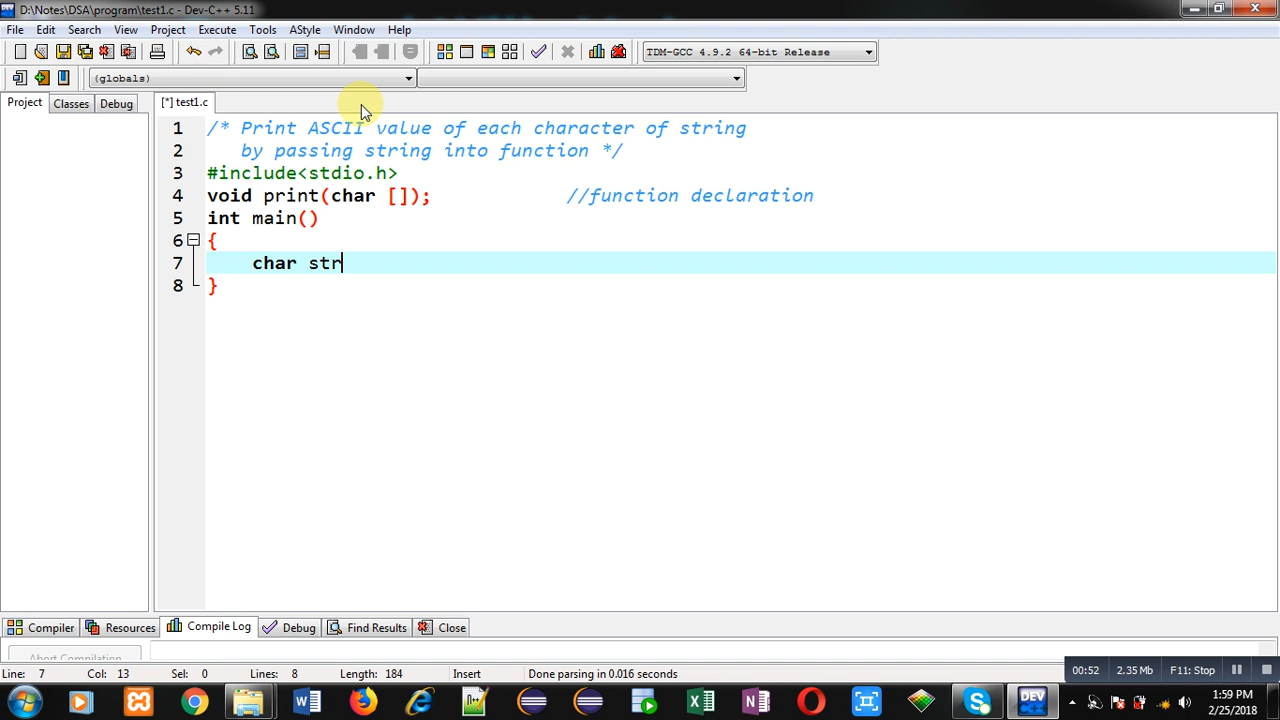 D:\Notes\DSA\program\test1.c - Dev-C++ 5.11
File Edit Search View Project Execute Tools AStyle Window Help
TDM-GCC 4.9.2 64-bit Release
(globals)
Project Classes Debug [*] test1.c
1 /* Print ASCII value of each character of string
2 by passing string into function */
3 #include<stdio.h>
4 void print(char []); //function declaration
5 int main()
6 {
7 char str
8 }
Compiler Resources Compile Log Debug Find Results Close
Abort Compilation
Line: 7 Col: 13 Sel: 0 Lines: 8 Length: 184 Insert Done parsing in 0.016 seconds
00:52 2.35 Mb F11: Stop
1:59 PM
2/25/2018